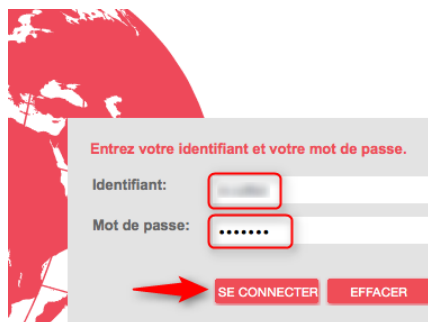 Entrez votre identifiant et votre mot de passe.
Identifiant:
Mot de passe:
•••••••
SE CONNECTER EFFACER